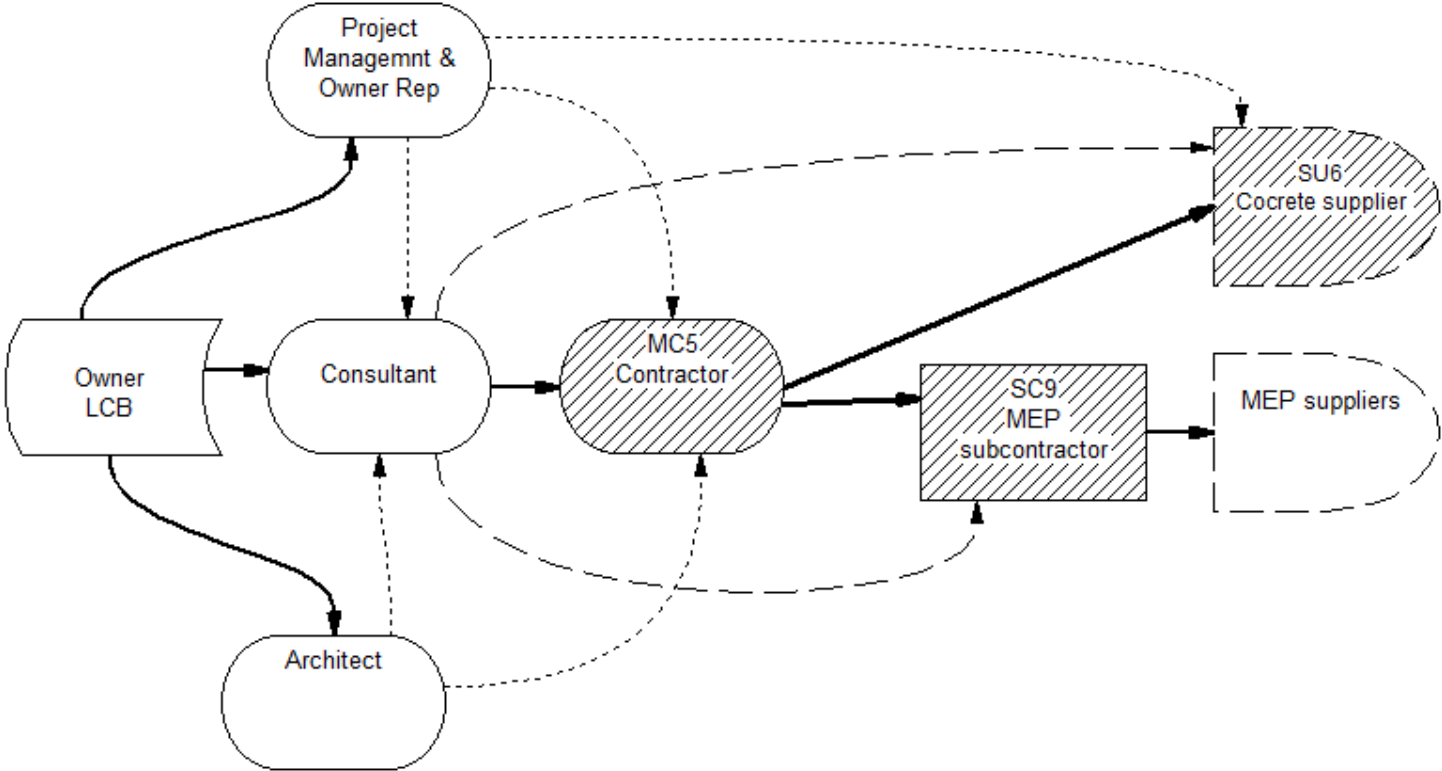 Project
Managemnt &
Owner Rep
SU6
Cocrete supplier
Owner
LCB
Consultant
MC5
Contractor
SC9
MEP
subcontractor
MEP suppliers
Architect